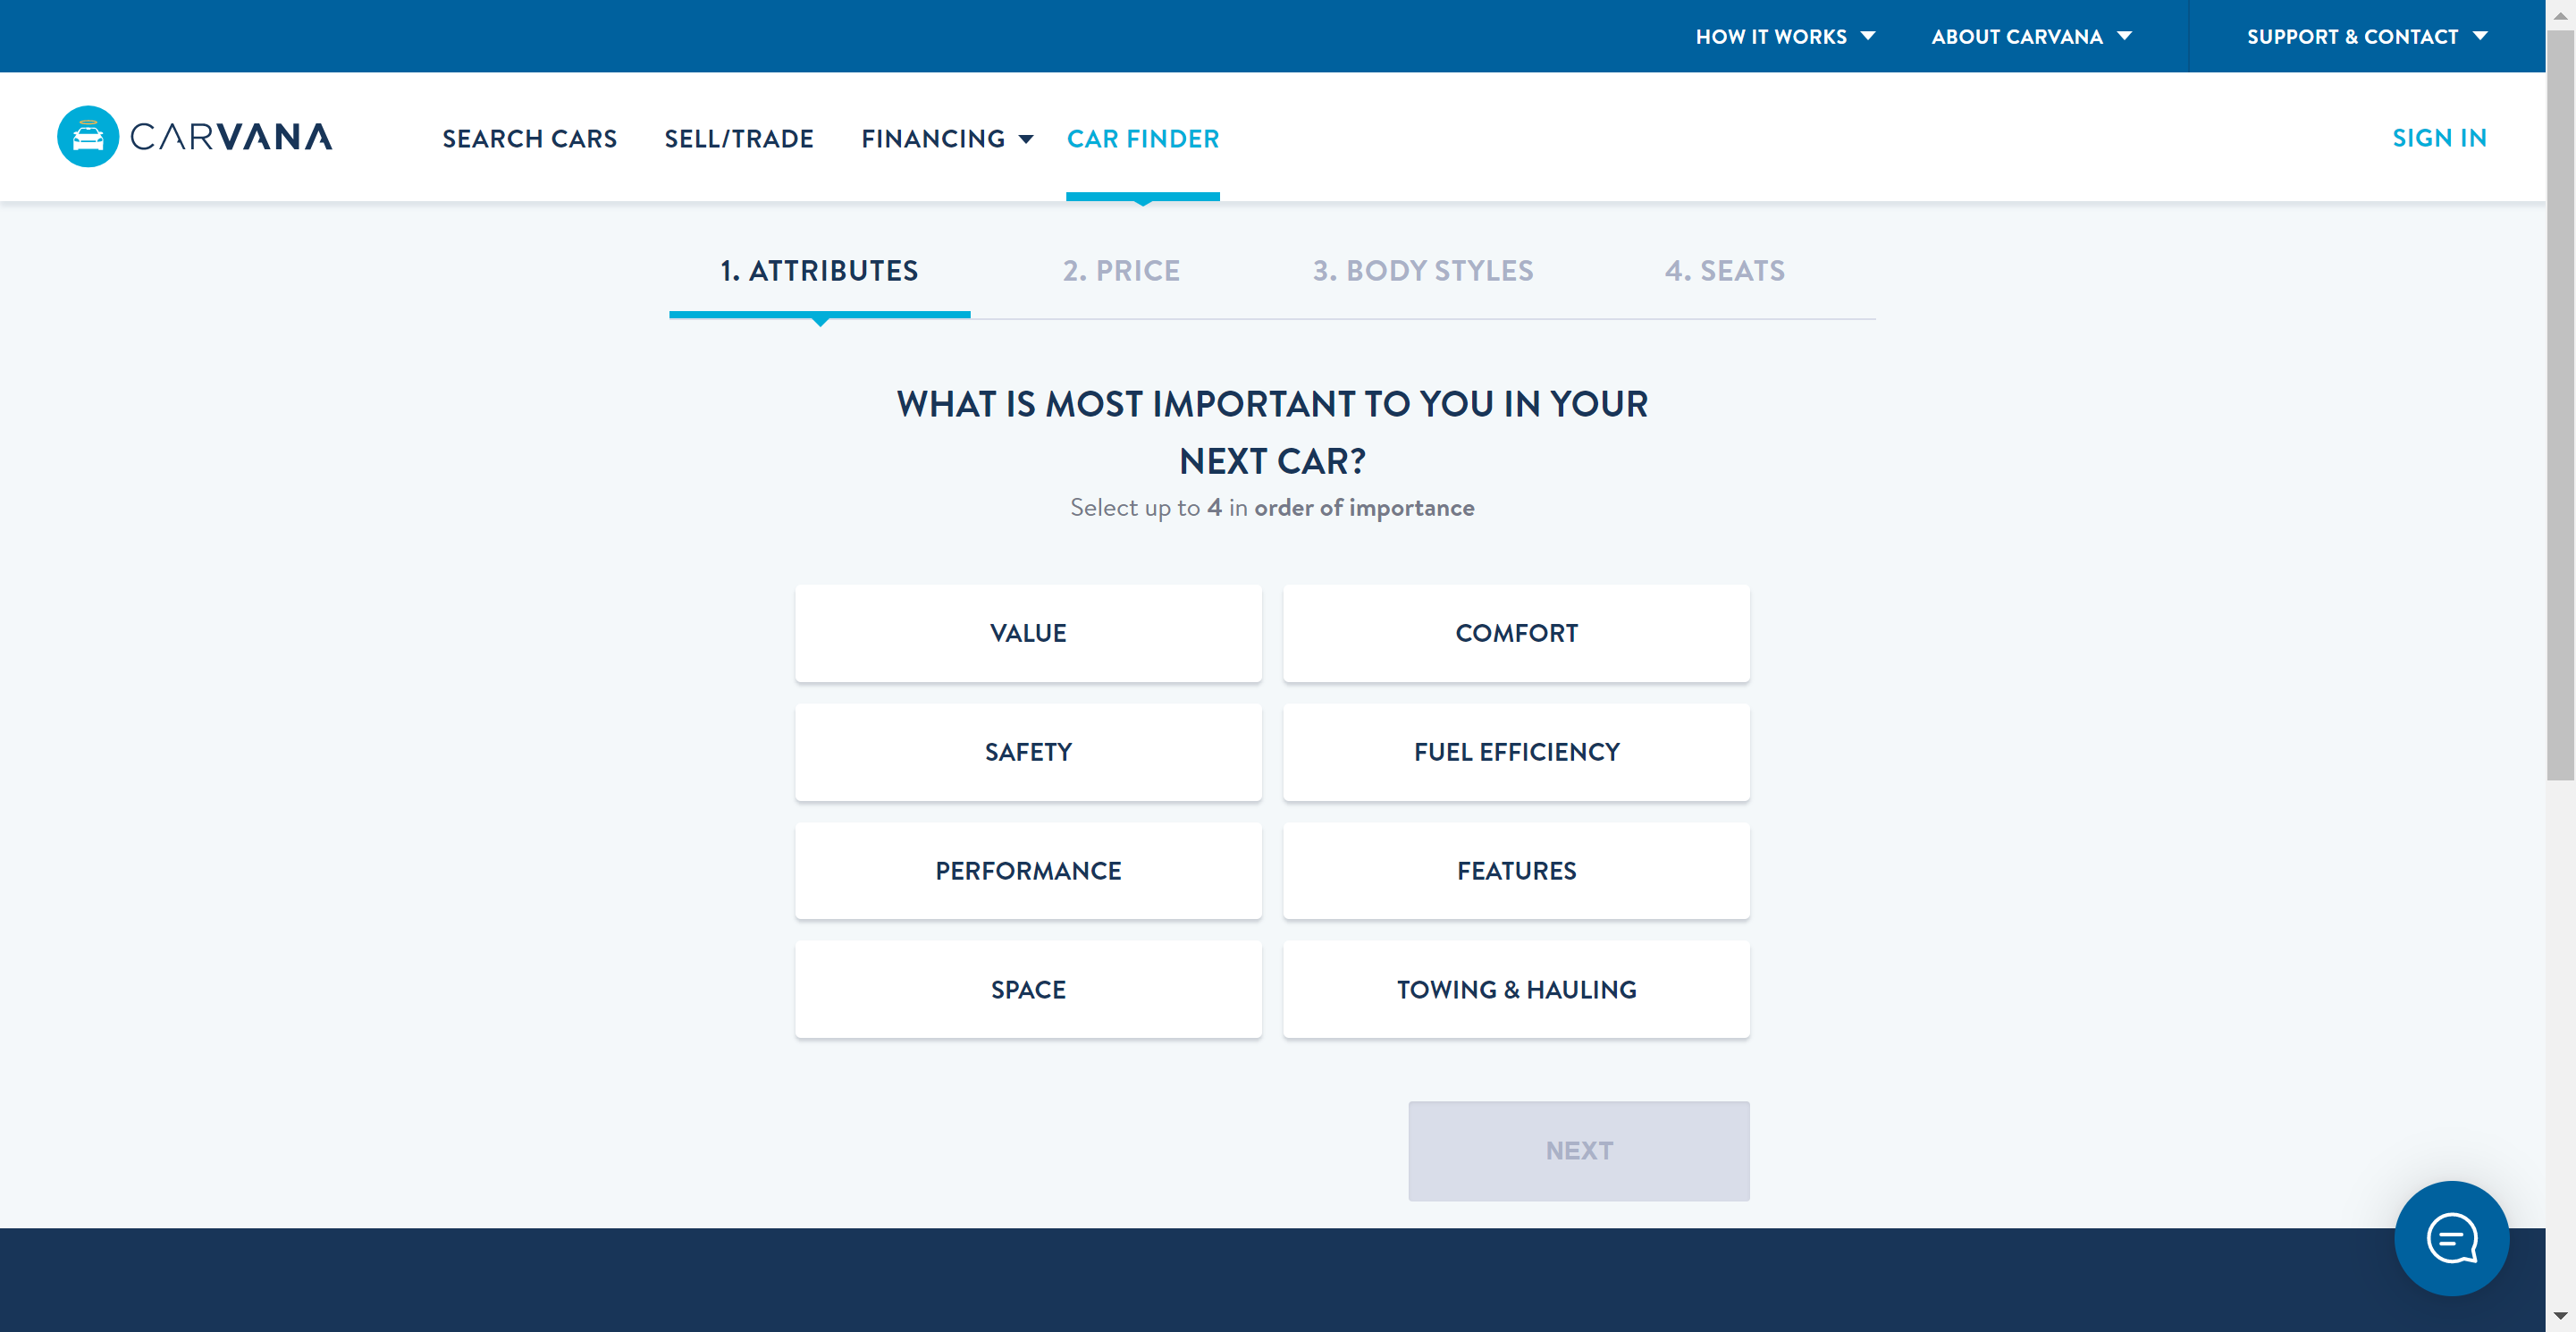 HOW IT WORKS
ABOUT CARVANA
SUPPORT & CONTACT
CARVANA
SEARCH CARS
SELL/TRADE
FINANCING
CAR FINDER
SIGN IN
1. ATTRIBUTES
2. PRICE
3. BODY STYLES
4. SEATS
WHAT IS MOST IMPORTANT TO YOU IN YOUR
NEXT CAR?
Select up to 4 in order of importance
VALUE
COMFORT
SAFETY
FUEL EFFICIENCY
PERFORMANCE
FEATURES
SPACE
TOWING & HAULING
NEXT